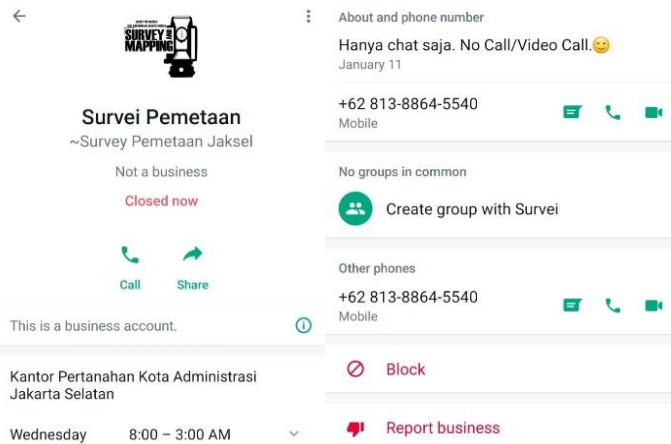 SURVEY AND
MAPPING
Survei Pemetaan
~Survey Pemetaan Jaksel
Not a business
Closed now
Call
Share
This is a business account.
Kantor Pertanahan Kota Administrasi
Jakarta Selatan
Wednesday 8:00 – 3:00 AM
About and phone number
Hanya chat saja. No Call/Video Call.😊
January 11
+62 813-8864-5540
Mobile
No groups in common
Create group with Survei
Other phones
+62 813-8864-5540
Mobile
Block
Report business